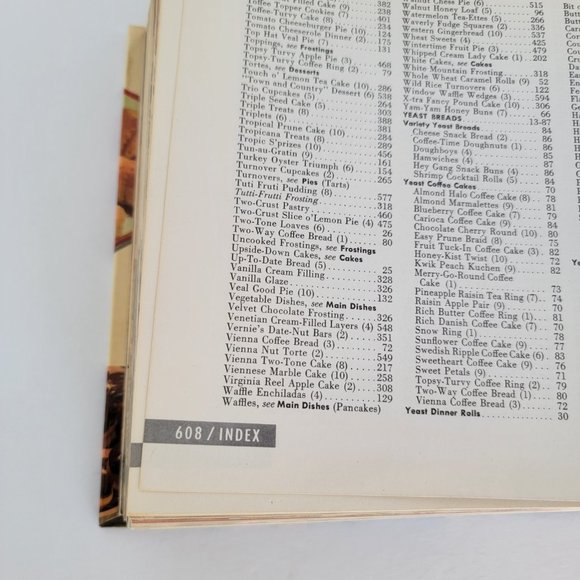 Filled Cake (9) 382
Toffee Topper Cookies (7) 238
Toffee-Turvy Cake (8) 401
Tomato Cheeseburger Pie (10) 124
Tomato Cheeserole Dinner (2) 124
Top Hat Veal Pie (7) 131
Toppings, see Frostings
Topsy Turvy Apple Pie (3) 468
Topsy-Turvy Coffee Ring (2) 79
Tortes, see Desserts
Touch o' Lemon Tea Cake (10) 286
"Town and Country" Dessert (6) 538
Trio Cupcakes (5)
Triple Seed Cake (5) 264
Triple Treats (8) 303
Triplets (6) 388
Tropical Prune Cake (10) 381
Tropicana Treats (8) 284
Tropic S'prizes (10) 289
Tun-au-Gratin (9) 456
Turkey Oyster Triumph (6) 161
Turnover Cupcakes (2) 154
Turnovers, see Pies (Tarts) 265
Tuti Fruti Pudding (8)
Tutti-Frutti Frosting 577
Two-Crust Pastry 318
Two-Crust Slice o'Lemon Pie (4) 460
Two-Tone Loaves (6) 475
Two-Way Coffee Bread (1) 26
Uncooked Frostings, see Frostings 80
Upside-Down Cakes, see Cakes
Up-To-Date Bread (5) 25
Vanilla Cream Filling 328
Vanilla Glaze 326
Veal Good Pie (10) 132
Vegetable Dishes, see Main Dishes
Velvet Chocolate Frosting 326
Venetian Cream-Filled Layers (4) 548
Vernie's Date-Nut Bars (2) 351
Vienna Coffee Bread (3) 72
Vienna Nut Torte (2) 549
Vienna Two-Tone Cake (8) 217
Viennese Marble Cake (10) 258
Virginia Reel Apple Cake (2) 308
Waffle Enchiladas (4) 129
Waffles, see Main Dishes (Pancakes)
Walnut Chess Pie (6) 515
Walnut Honey Loaf (5) 96
Watermelon Tea-Ettes (5) 266
Waverly Fudge Squares (2) 336
Western Gingerbread (10) 537
Wheat Sweets (4) 425
Wintertime Fruit Pie (3) 479
Whipped Cream Lady Cake (1) 202
White Cakes, see Cakes
White Mountain Frosting 318
Whole Wheat Caramel Rolls (9) 52
Wild Rice Turnovers (6) 122
Window Waffle Wedges (3) 594
X-tra Fancy Pound Cake (10) 306
Yam-Yam Honey Buns (7) 66
YEAST BREADS 13-87
Variety Yeast Breads 84
Cheese Snack Bread (2) 86
Coffee-Time Doughnuts (1) 86
Doughboys (4) 85
Hamwiches (4) 87
Hey Gang Snack Buns (4) 86
Shrimp Cocktail Rolls (5) 84
Yeast Coffee Cakes 70
Almond Halo Coffee Cake (8) 78
Almond Marmalettes (9) 81
Blueberry Coffee Cake (7) 79
Carioca Coffee Cake (9) 84
Chocolate Cherry Round (10) 80
Easy Prune Braid (8) 75
Fruit Tuck-In Coffee Cake (3) 82
Honey-Kist Twist (10) 72
Kwik Peach Kuchen (9) 82
Merry-Go-Round Coffee
Cake (1) 73
Pineapple Raisin Tea Ring (7) 74
Raisin Apple Pair (9) 70
Rich Butter Coffee Ring (1) 81
Rich Danish Coffee Cake (7) 70
Snow Ring (1) 78
Sunflower Coffee Cake (9) 77
Swedish Ripple Coffee Cake (6) 83
Sweetheart Coffee Cake (9) 76
Sweet Petals (9) 71
Topsy-Turvy Coffee Ring (2) 79
Two-Way Coffee Bread (1) 80
Vienna Coffee Bread (3) 72
Yeast Dinner Rolls 30
608 / INDEX